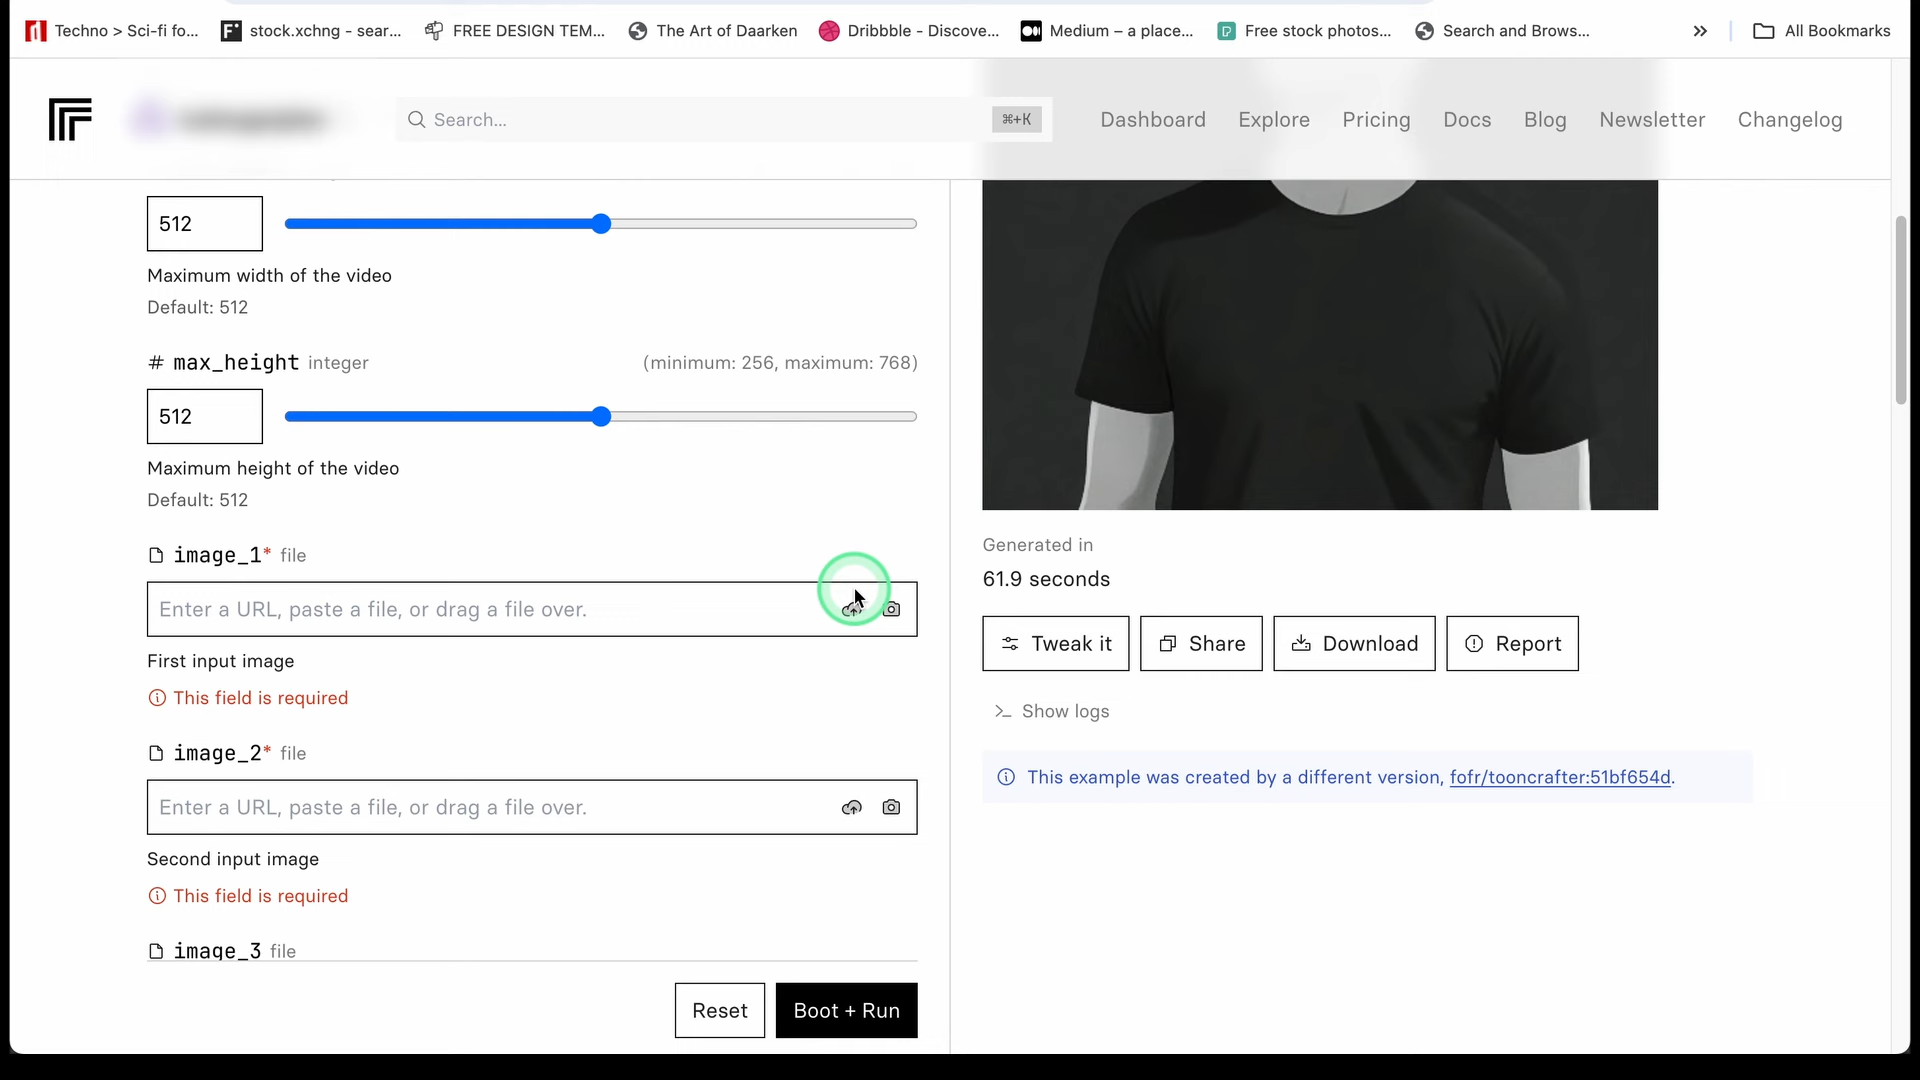 Techno > Sci-fi fo...
stock.xchng - sear...
FREE DESIGN TEM...
The Art of Daarken
Dribbble - Discove...
Medium – a place...
Free stock photos...
Search and Brows...
All Bookmarks
Search...
⌘+K
Dashboard
Explore
Pricing
Docs
Blog
Newsletter
Changelog
512
Maximum width of the video
Default: 512
# max_height integer (minimum: 256, maximum: 768)
512
Maximum height of the video
Default: 512
image_1* file
Enter a URL, paste a file, or drag a file over.
First input image
This field is required
image_2* file
Enter a URL, paste a file, or drag a file over.
Second input image
This field is required
image_3 file
Reset
Boot + Run
Generated in
61.9 seconds
Tweak it
Share
Download
Report
Show logs
This example was created by a different version, fofr/tooncrafter:51bf654d.